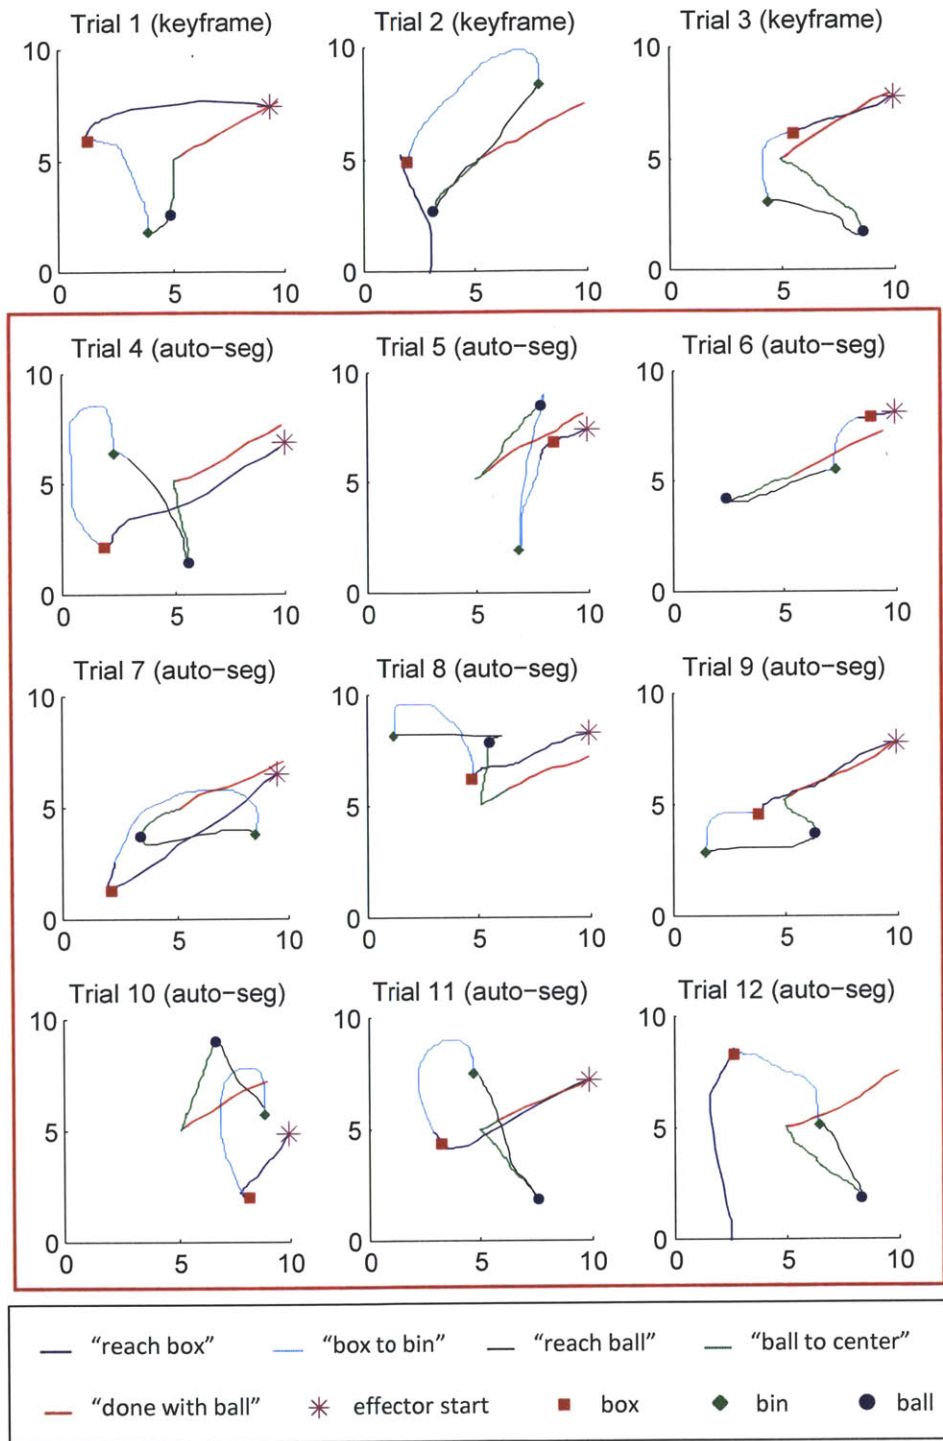 Trial 1 (keyframe) Trial 2 (keyframe) Trial 3 (keyframe)
10 10 10
5 5 5
0 0 0
0 5 10 0 5 10 0 5 10
Trial 4 (auto−seg) Trial 5 (auto−seg) Trial 6 (auto−seg)
10 10 10
5 5 5
0 0 0
0 5 10 0 5 10 0 5 10
Trial 7 (auto−seg) Trial 8 (auto−seg) Trial 9 (auto−seg)
10 10 10
5 5 5
0 0 0
0 5 10 0 5 10 0 5 10
Trial 10 (auto−seg) Trial 11 (auto−seg) Trial 12 (auto−seg)
10 10 10
5 5 5
0 0 0
0 5 10 0 5 10 0 5 10
“reach box” “box to bin” “reach ball” “ball to center”
“done with ball” effector start box bin ball